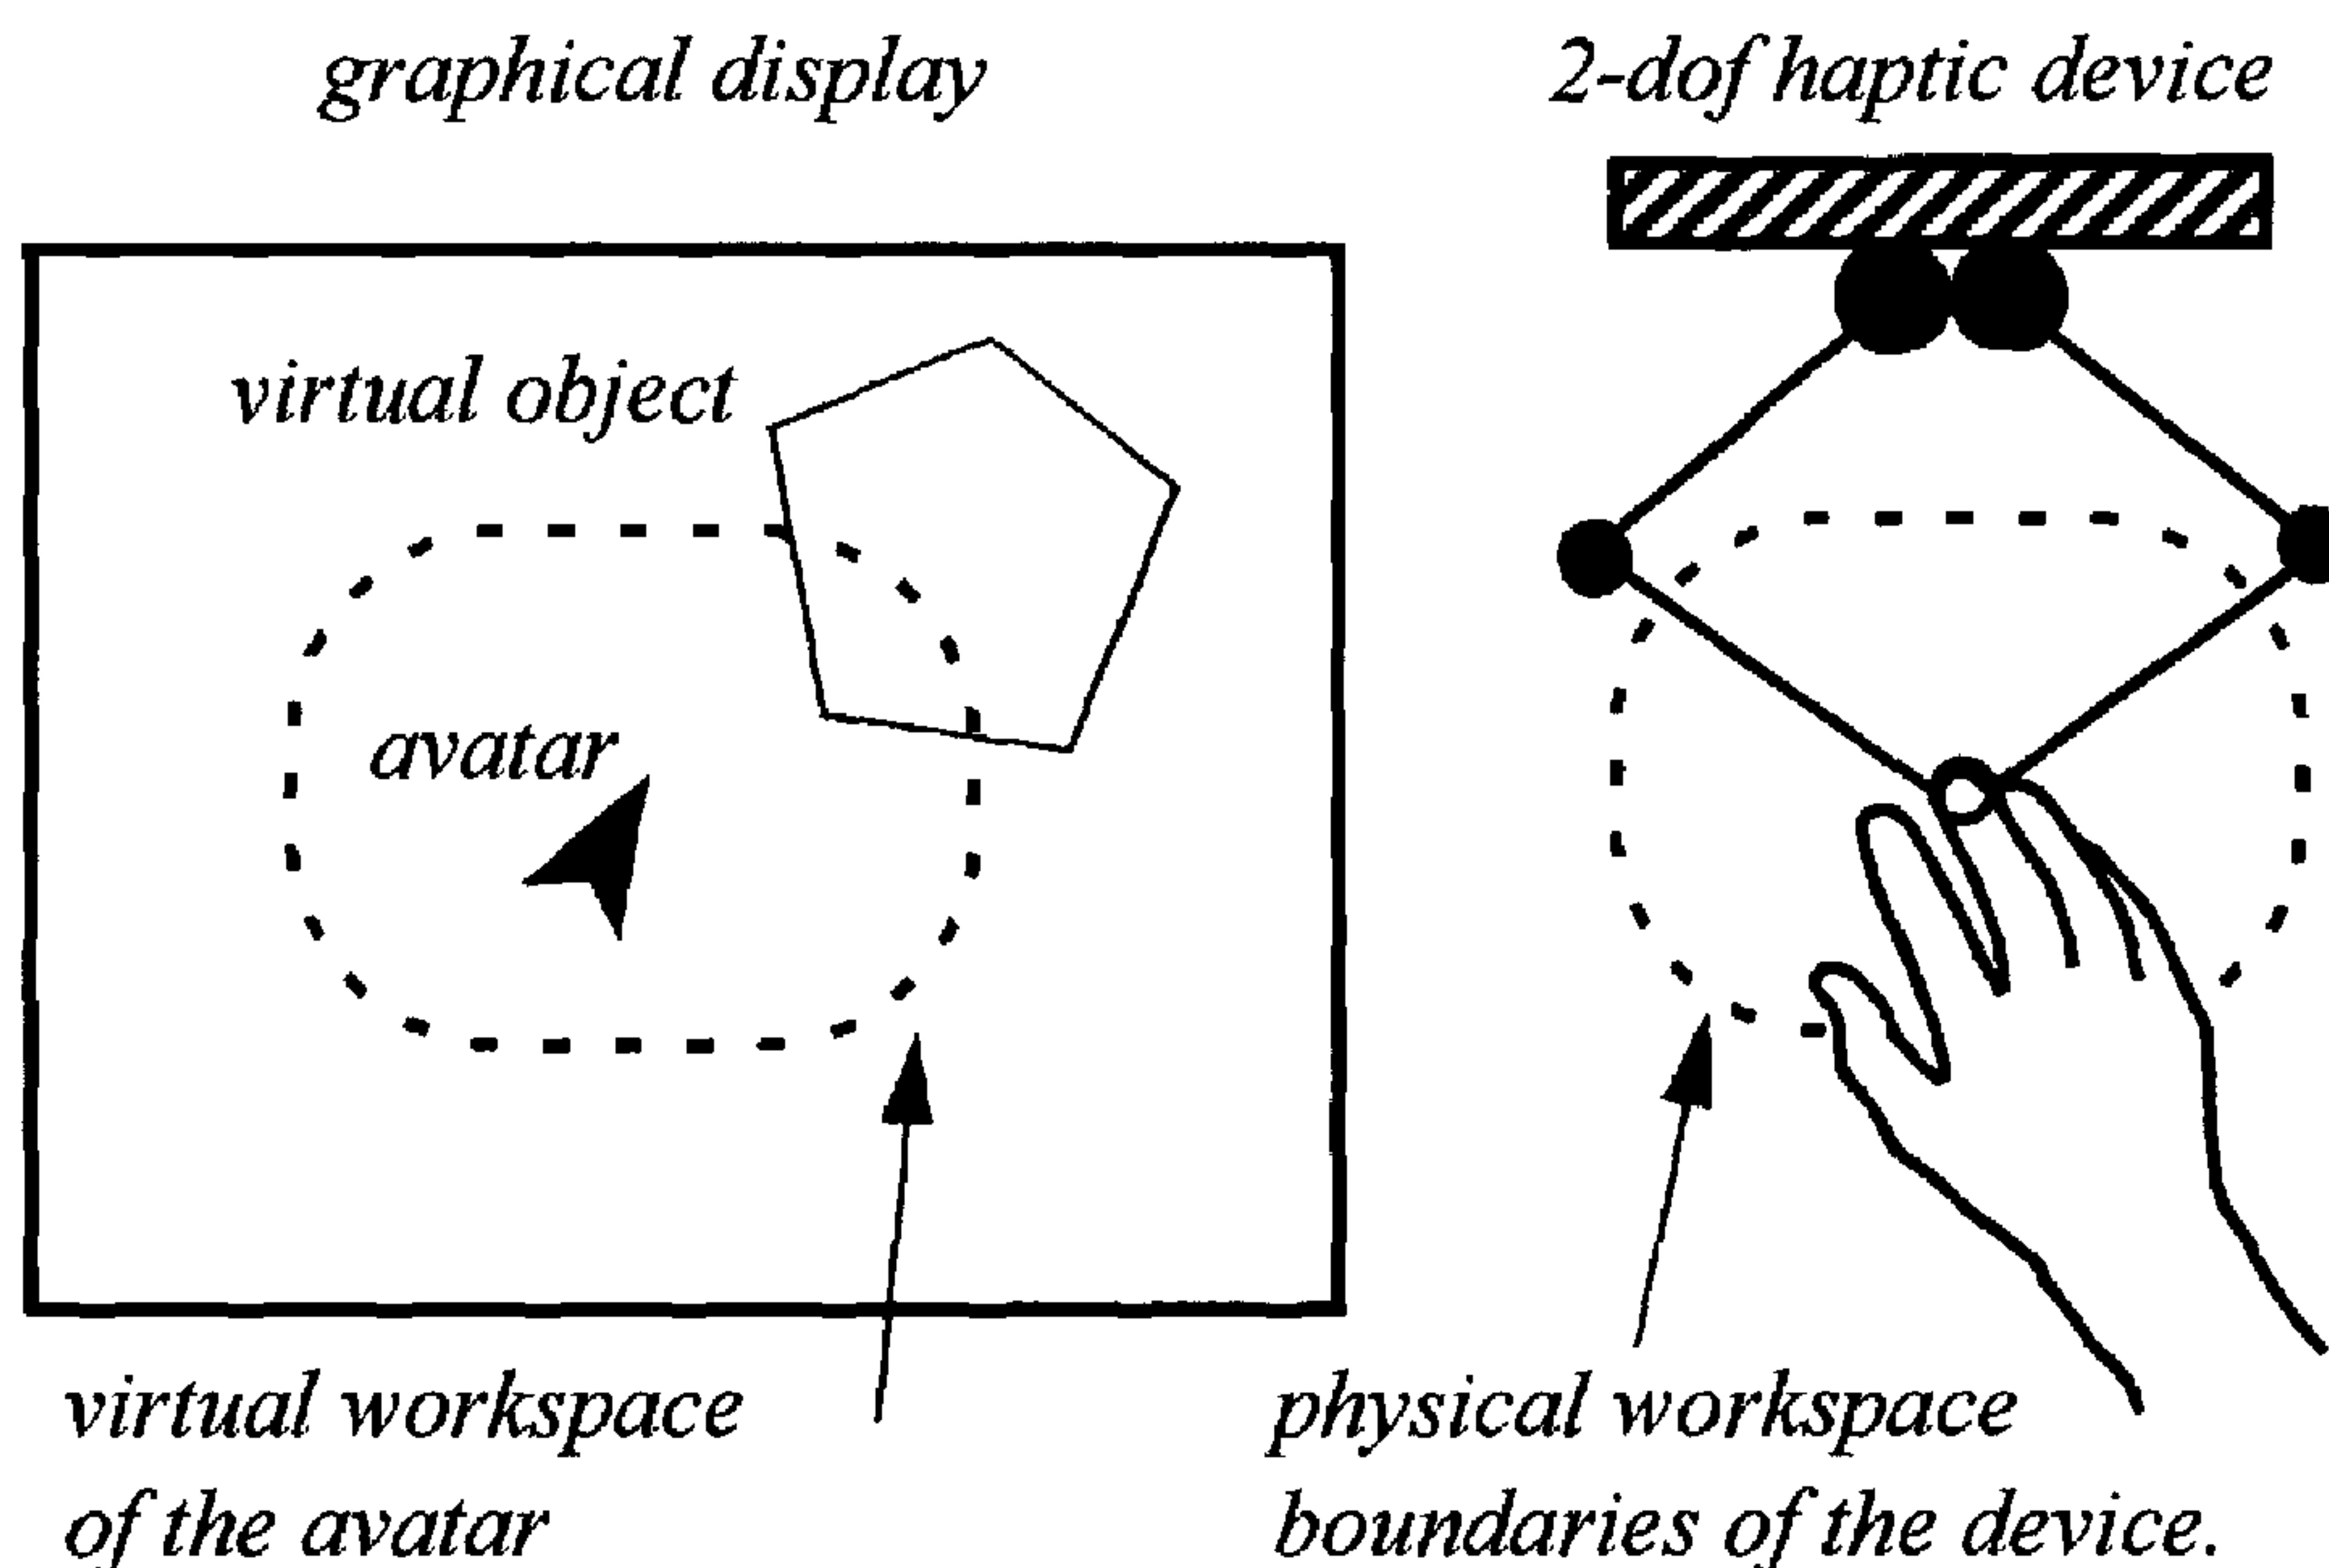 graphical display
2-dof haptic device
virtual object
avatar
virtual workspace
of the avatar
physical workspace
boundaries of the device.